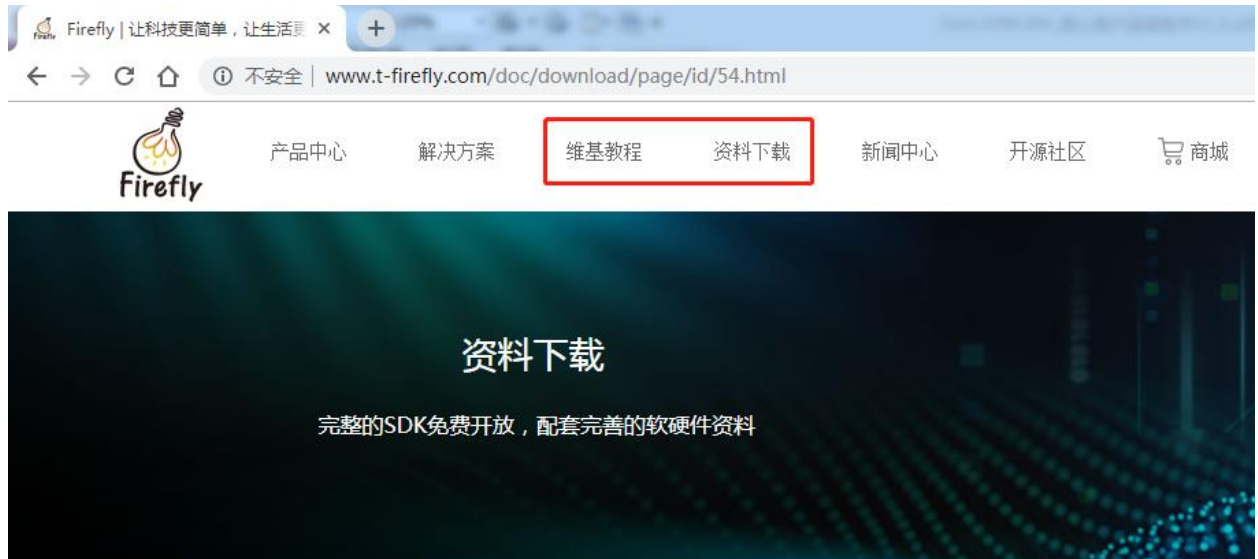 Firefly | 让科技更简单，让生活更
www.t-firefly.com/doc/download/page/id/54.html
不安全
Firefly
产品中心 解决方案 维基教程 资料下载 新闻中心 开源社区 商城
资料下载
完整的SDK免费开放，配套完善的软硬件资料